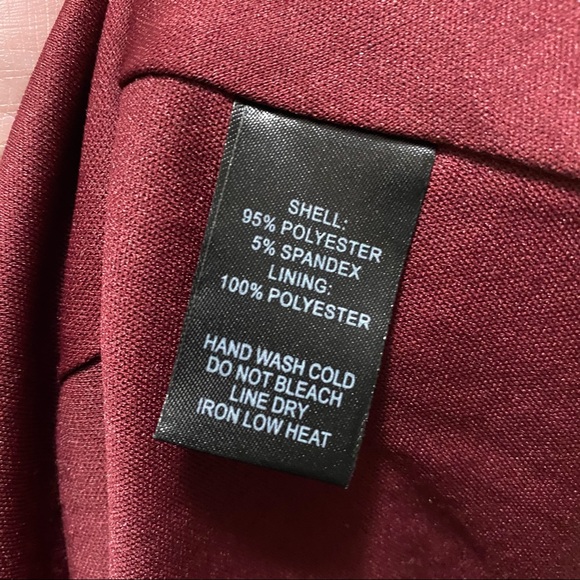 SHELL:
95% POLYESTER
5% SPANDEX
LINING:
100% POLYESTER
HAND WASH COLD
DO NOT BLEACH
LINE DRY
IRON LOW HEAT